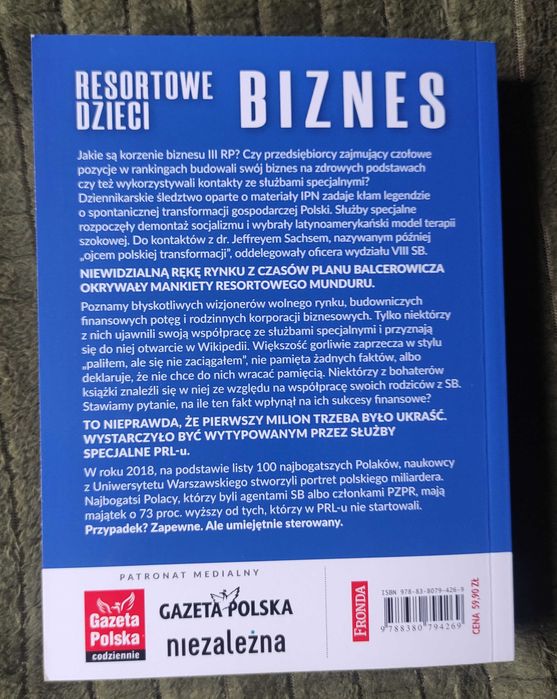 RESORTOWE
DZIECI
BIZNES
Jakie są korzenie biznesu III RP? Czy przedsiębiorcy zajmujący czołowe
pozycje w rankingach budowali swój biznes na zdrowych podstawach
czy też wykorzystywali kontakty ze służbami specjalnymi?
Dziennikarskie śledztwo oparte o materiały IPN zadaje kłam legendzie
o spontanicznej transformacji gospodarczej Polski. Służby specjalne
rozpoczęły demontaż socjalizmu i wybrały latynoamerykański model terapii
szokowej. Do kontaktów z dr. Jeffreyem Sachsem, nazywanym później
„ojcem polskiej transformacji”, oddelegowały oficera wydziału VIII SB.
NIEWIDZIALNĄ RĘKĘ RYNKU Z CZASÓW PLANU BALCEROWICZA
OKRYWAŁY MANKIETY RESORTOWEGO MUNDURU.
Poznamy błyskotliwych wizjonerów wolnego rynku, budowniczych
finansowych potęg i rodzinnych korporacji biznesowych. Tylko niektórzy
z nich ujawnili swoją współpracę ze służbami specjalnymi i przyznają
się do niej otwarcie w Wikipedii. Większość gorliwie zaprzecza w stylu
„paliłem, ale się nie zaciągałem”, nie pamięta żadnych faktów, albo
deklaruje, że nie chce do nich wracać pamięcią. Niektórzy z bohaterów
książki znaleźli się w niej ze względu na współpracę swoich rodziców z SB.
Stawiamy pytanie, na ile ten fakt wpłynął na ich sukcesy finansowe?
TO NIEPRAWDA, ŻE PIERWSZY MILION TRZEBA BYŁO UKRAŚĆ.
WYSTARCZYŁO BYĆ WYTYPOWANYM PRZEZ SŁUŻBY
SPECJALNE PRL-u.
W roku 2018, na podstawie listy 100 najbogatszych Polaków, naukowcy
z Uniwersytetu Warszawskiego stworzyli portret polskiego miliardera.
Najbogatsi Polacy, którzy byli agentami SB albo członkami PZPR, mają
majątek o 73 proc. wyższy od tych, którzy w PRL-u nie startowali.
Przypadek? Zapewne. Ale umiejętnie sterowany.
PATRONAT MEDIALNY
Gazeta
Polska
codziennie
GAZETA POLSKA
niezależna
FRONDA
ISBN 978-83-8079-426-9
9788380794269
CENA 59,90 ZŁ